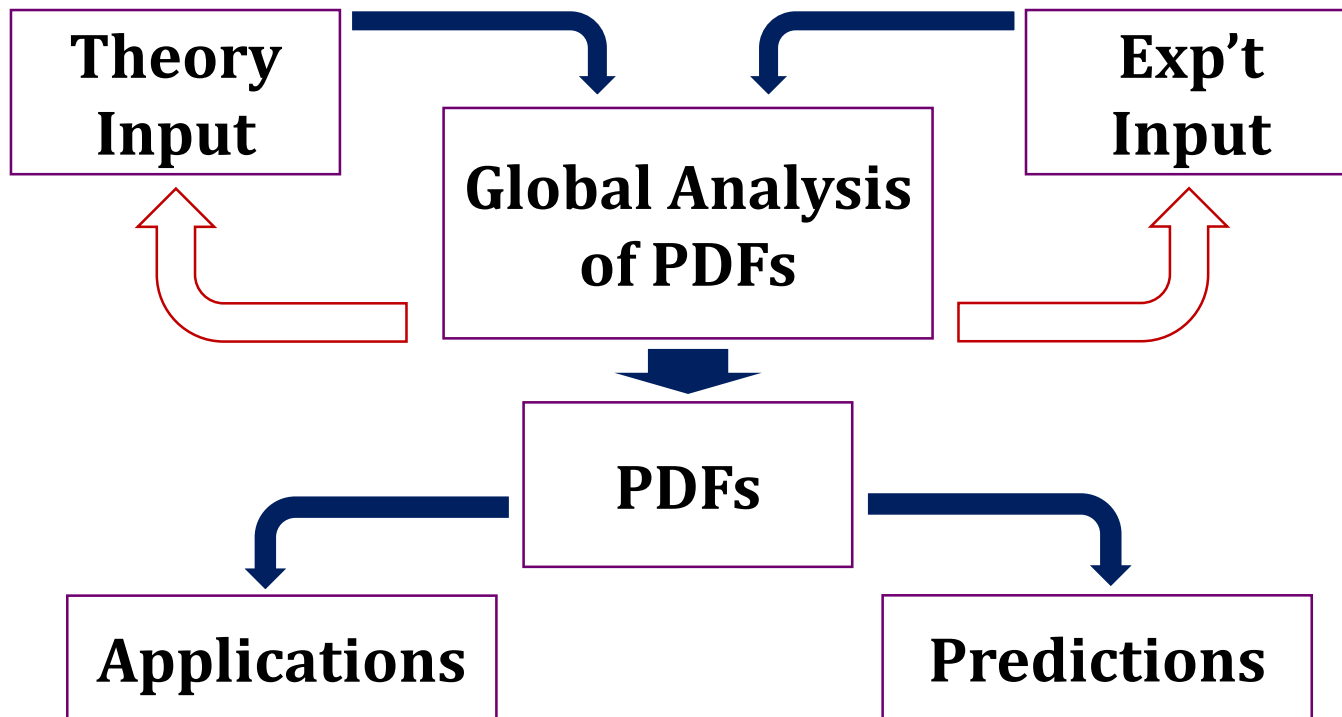 Theory
Input
Exp’t
Input
Global Analysis
of PDFs
PDFs
Applications
Predictions